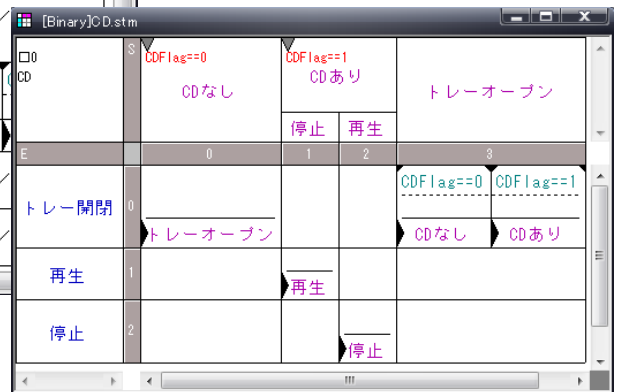 [Binary]CD.stm
□0
CD
S
CDFlag==0
CDなし
CDFlag==1
CDあり
停止
再生
トレーオープン
E
0
1
2
3
トレー開閉
0
トレーオープン
CDFlag==0
CDFlag==1
CDなし
CDあり
再生
1
再生
停止
2
停止